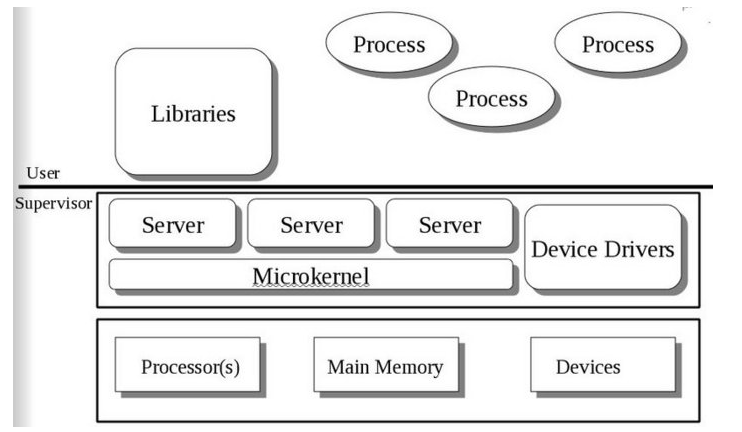 Process
Process
Process
Libraries
User
Supervisor
Server
Server
Server
Device Drivers
Microkernel
Processor(s)
Main Memory
Devices